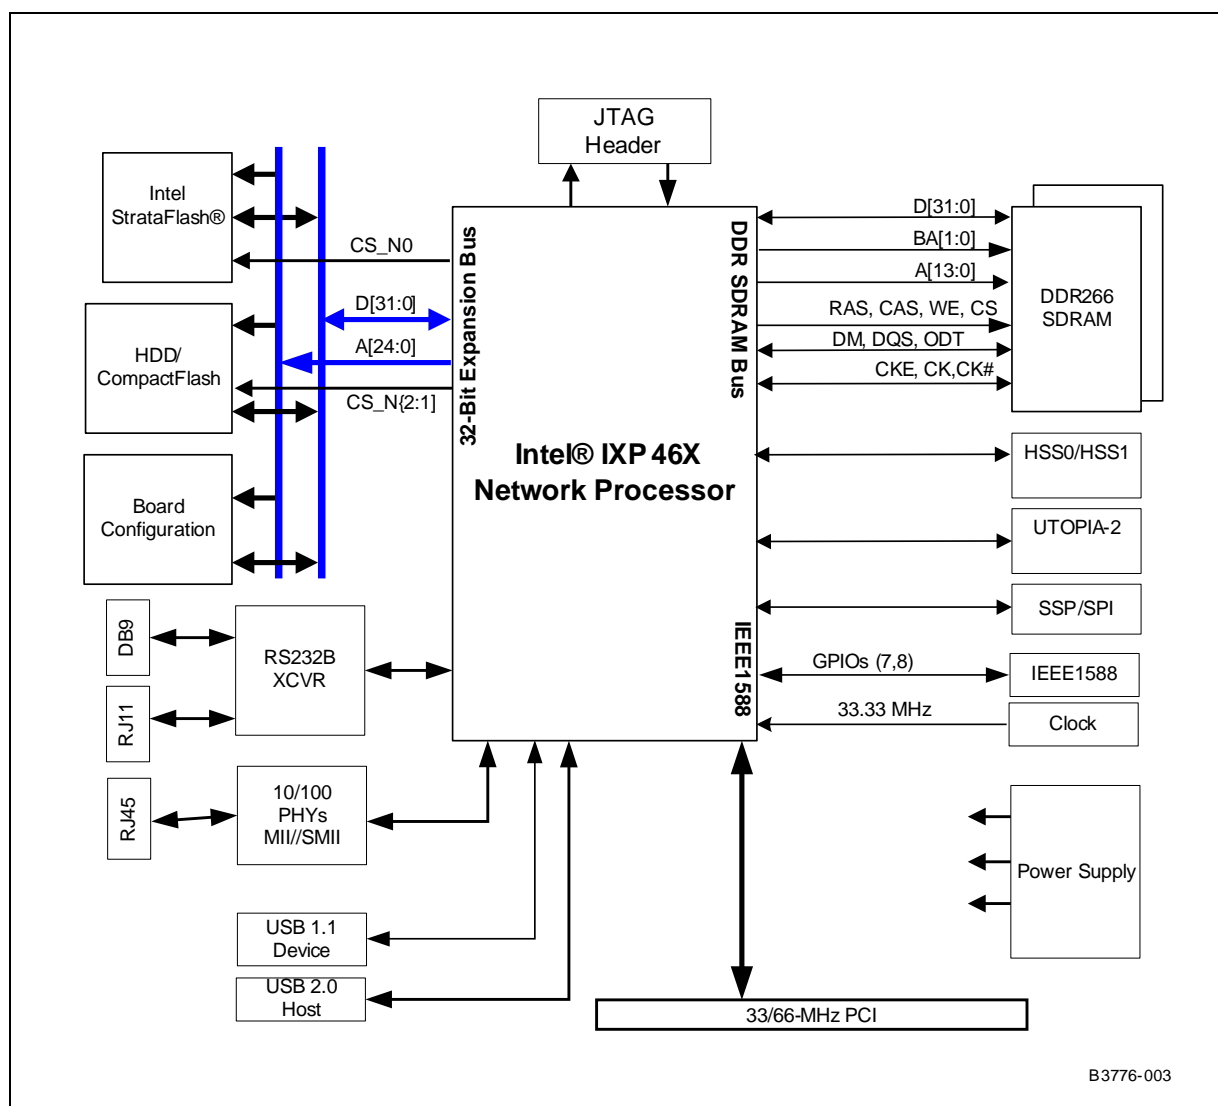 JTAG
Header
Intel
StrataFlash®
CS_N0
D[31:0]
A[24:0]
CS_N{2:1]
HDD/
CompactFlash
Board
Configuration
32-Bit Expansion Bus
DDR SDRAM Bus
IEEE1588
Intel® IXP 46X
Network Processor
D[31:0]
BA[1:0]
A[13:0]
RAS, CAS, WE, CS
DM, DQS, ODT
CKE, CK,CK#
DDR266
SDRAM
HSS0/HSS1
UTOPIA-2
SSP/SPI
GPIOs (7,8)
IEEE1588
33.33 MHz
Clock
DB9
RJ11
RS232B
XCVR
RJ45
10/100
PHYs
MII//SMII
USB 1.1
Device
USB 2.0
Host
Power Supply
33/66-MHz PCI
B3776-003